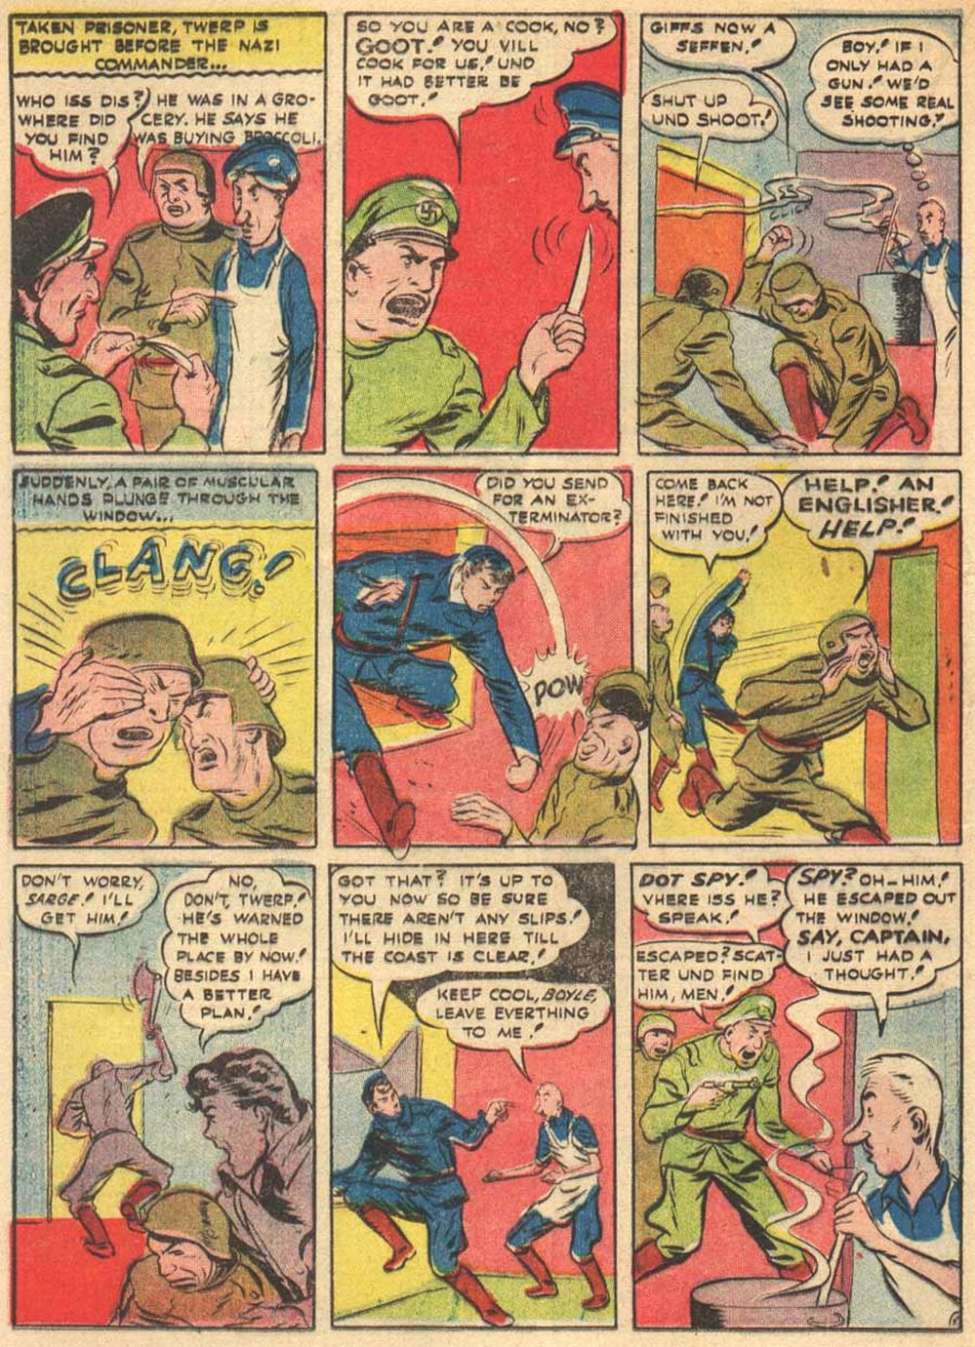 TAKEN PRISONER, TWERP IS
BROUGHT BEFORE THE NAZI
COMMANDER...
WHO ISS DIS?
WHERE DID
YOU FIND
HIM?
HE WAS IN A GRO-
CERY. HE SAYS HE
WAS BUYING BROCCOLI.
SO YOU ARE A COOK, NO?
GOOT! YOU VILL
COOK FOR US! UND
IT HAD BETTER BE
GOOT!
GIFFS NOW A
SEFFEN!
SHUT UP
UND SHOOT!
BOY! IF I
ONLY HAD A
GUN! WE'D
SEE SOME REAL
SHOOTING!
CLICK
SUDDENLY, A PAIR OF MUSCULAR
HANDS PLUNGE THROUGH THE
WINDOW...
CLANG!
DID YOU SEND
FOR AN EX-
TERMINATOR?
POW
COME BACK
HERE! I'M NOT
FINISHED
WITH YOU!
HELP! AN
ENGLISHER!
HELP!
DON'T WORRY,
SARGE! I'LL
GET HIM!
NO,
DON'T, TWERP!
HE'S WARNED
THE WHOLE
PLACE BY NOW!
BESIDES I HAVE
A BETTER
PLAN!
GOT THAT? IT'S UP TO
YOU NOW SO BE SURE
THERE AREN'T ANY SLIPS!
I'LL HIDE IN HERE TILL
THE COAST IS CLEAR!
KEEP COOL, BOYLE,
LEAVE EVERTHING
TO ME!
DOT SPY!
VHERE ISS HE?
SPEAK!
SPY? OH-HIM!
HE ESCAPED OUT
THE WINDOW!
SAY, CAPTAIN,
I JUST HAD A
THOUGHT!
ESCAPED? SCAT-
TER UND FIND
HIM, MEN!